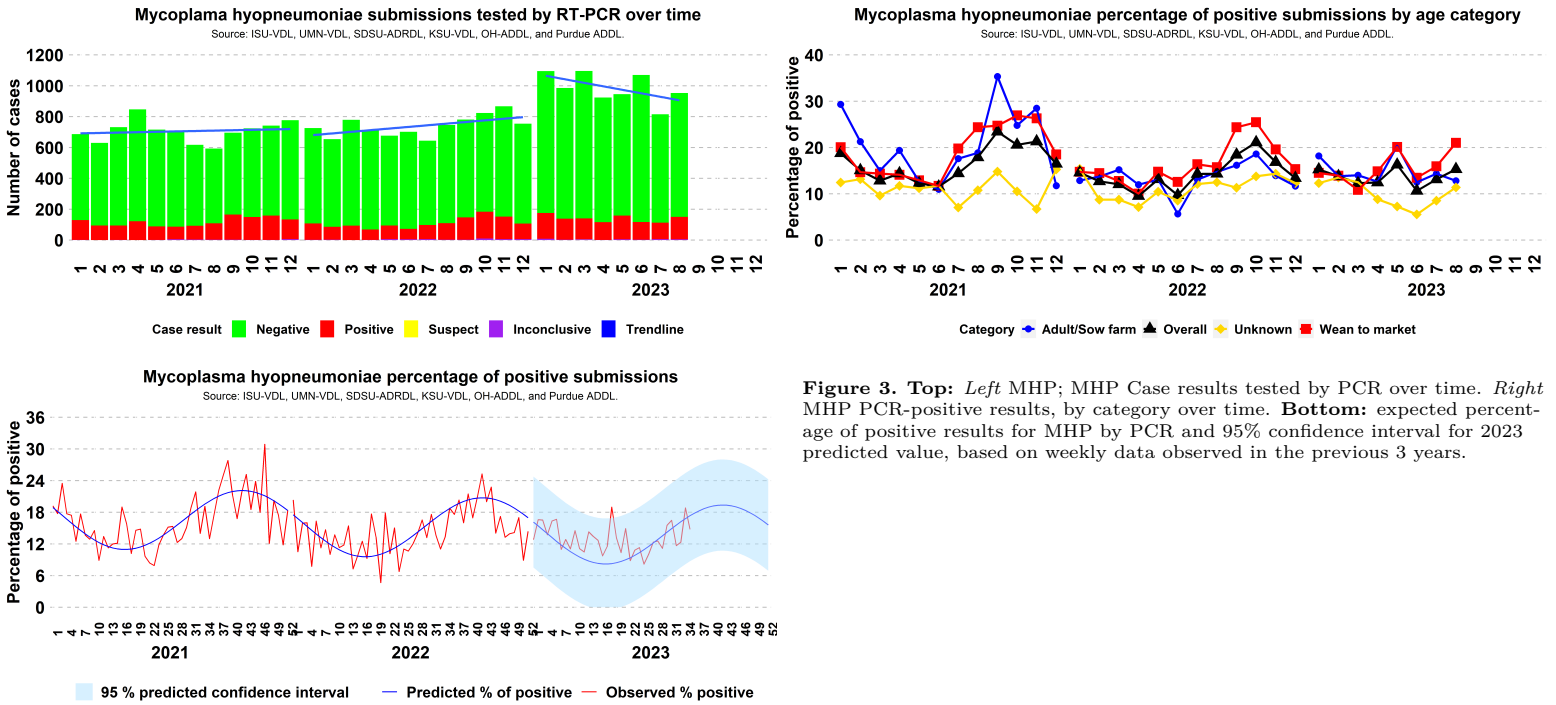 Mycoplama hyopneumoniae submissions tested by RT-PCR over time
Source: ISU-VDL, UMN-VDL, SDSU-ADRDL, KSU-VDL, OH-ADDL, and Purdue ADDL.
Number of cases
1200
1000
800
600
400
200
0
1 2 3 4 5 6 7 8 9 10 11 12 1 2 3 4 5 6 7 8 9 10 11 12 1 2 3 4 5 6 7 8 9 10 11 12
2021 2022 2023
Case result Negative Positive Suspect Inconclusive Trendline
Mycoplasma hyopneumoniae percentage of positive submissions by age category
Source: ISU-VDL, UMN-VDL, SDSU-ADRDL, KSU-VDL, OH-ADDL, and Purdue ADDL.
Percentage of positive
40
30
20
10
0
1 2 3 4 5 6 7 8 9 10 11 12 1 2 3 4 5 6 7 8 9 10 11 12 1 2 3 4 5 6 7 8 9 10 11 12
2021 2022 2023
Category Adult/Sow farm Overall Unknown Wean to market
Mycoplasma hyopneumoniae percentage of positive submissions
Source: ISU-VDL, UMN-VDL, SDSU-ADRDL, KSU-VDL, OH-ADDL, and Purdue ADDL.
Percentage of positive
36
30
24
18
12
6
0
1 4 7 10 13 16 19 22 25 28 31 34 37 40 43 46 49 52 1 4 7 10 13 16 19 22 25 28 31 34 37 40 43 46 49 52 1 4 7 10 13 16 19 22 25 28 31 34 37 40 43 46 49 52
2021 2022 2023
95 % predicted confidence interval Predicted % of positive Observed % positive
Figure 3. Top: Left MHP; MHP Case results tested by PCR over time. Right
MHP PCR-positive results, by category over time. Bottom: expected percent-
age of positive results for MHP by PCR and 95% confidence interval for 2023
predicted value, based on weekly data observed in the previous 3 years.